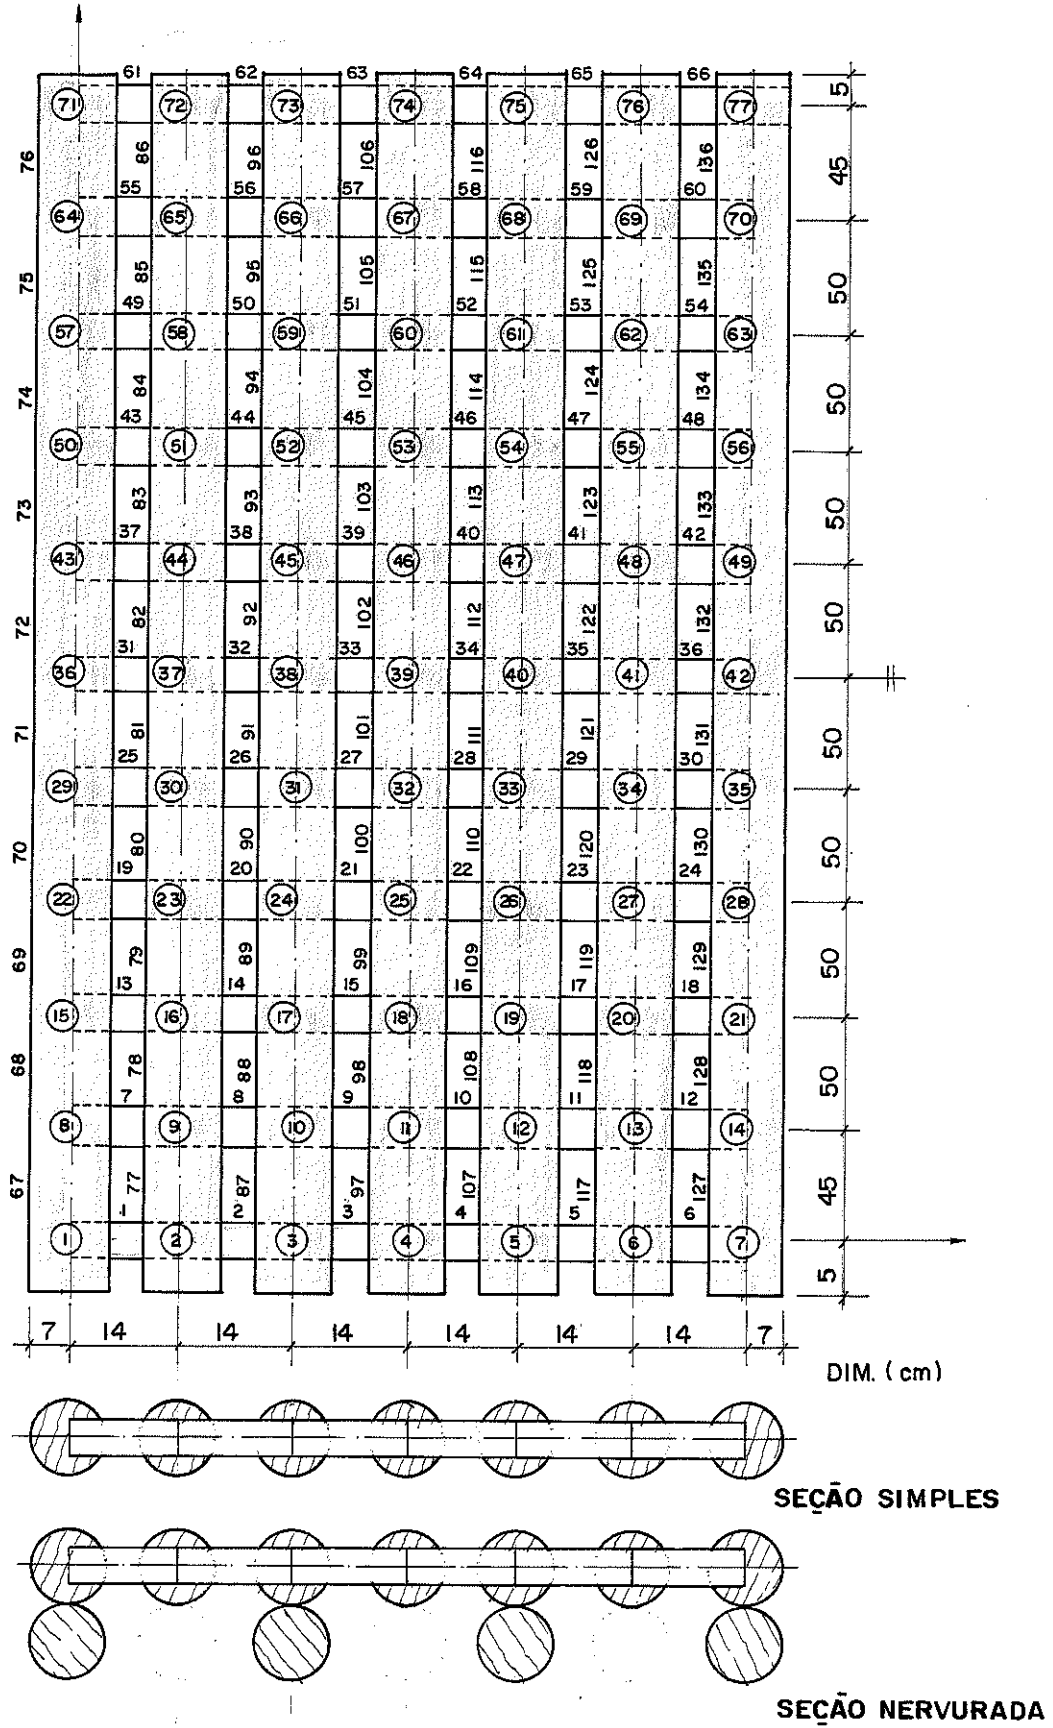 61 62 63 64 65 66
71 72 73 74 75 76 77 5
76 86 96 106 116 126 136 45
55 56 57 58 59 60
64 65 66 67 68 69 70
75 85 95 105 115 125 135 50
49 50 51 52 53 54
57 58 59 60 61 62 63
74 84 94 104 114 124 134 50
43 44 45 46 47 48
50 51 52 53 54 55 56
73 83 93 103 113 123 133 50
37 38 39 40 41 42
43 44 45 46 47 48 49
72 82 92 102 112 122 132 50
31 32 33 34 35 36
36 37 38 39 40 41 42
71 81 91 101 111 121 131 50
25 26 27 28 29 30
29 30 31 32 33 34 35
70 80 90 100 110 120 130 50
19 20 21 22 23 24
22 23 24 25 26 27 28
69 79 89 99 109 119 129 50
13 14 15 16 17 18
15 16 17 18 19 20 21
68 78 88 98 108 118 128 50
7 8 9 10 11 12
8 9 10 11 12 13 14
67 77 87 97 107 117 127 45
1 2 3 4 5 6
1 2 3 4 5 6 7
5
7 14 14 14 14 14 14 7
DIM. (cm)
SEÇÃO SIMPLES
SEÇÃO NERVURADA